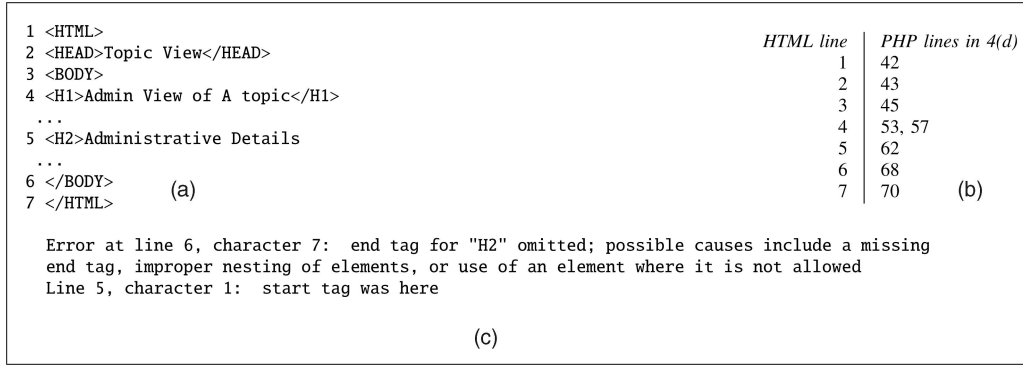 1 <HTML>
2 <HEAD>Topic View</HEAD>
3 <BODY>
4 <H1>Admin View of A topic</H1>
...
5 <H2>Administrative Details
...
6 </BODY>
7 </HTML>
(a)
HTML line PHP lines in 4(d)
1 42
2 43
3 45
4 53, 57
5 62
6 68
7 70
(b)
Error at line 6, character 7: end tag for "H2" omitted; possible causes include a missing
end tag, improper nesting of elements, or use of an element where it is not allowed
Line 5, character 1: start tag was here
(c)